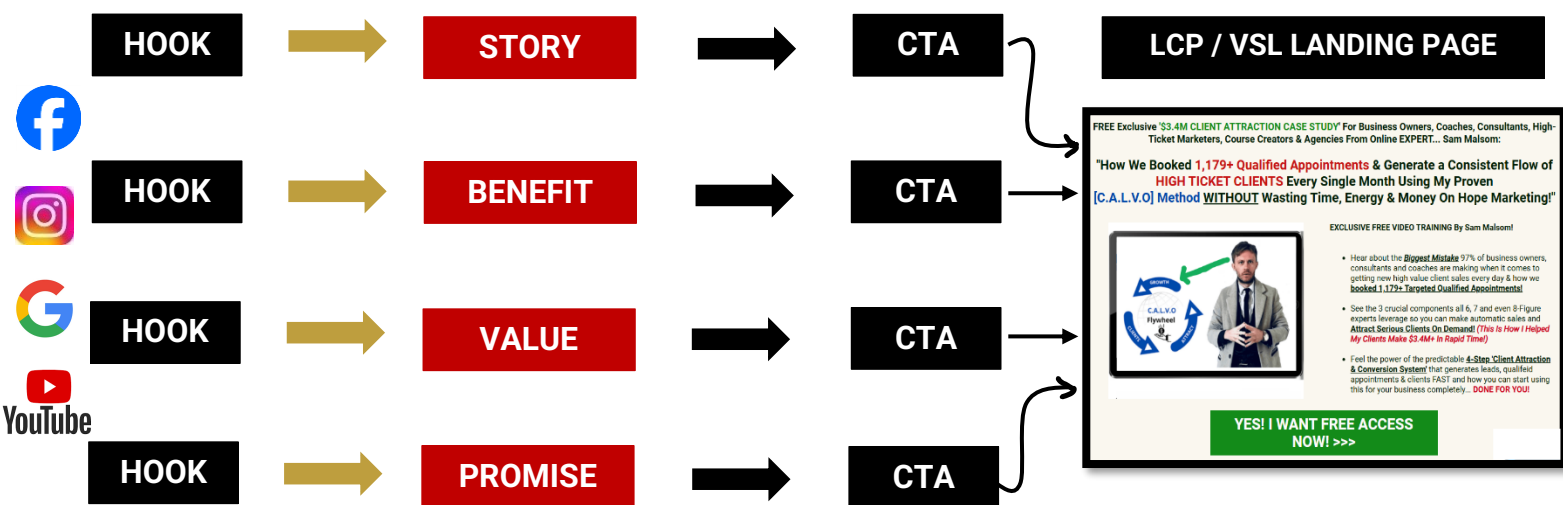 HOOK
STORY
CTA
LCP / VSL LANDING PAGE
HOOK
BENEFIT
CTA
HOOK
VALUE
CTA
YouTube
HOOK
PROMISE
CTA
FREE Exclusive '$3.4M CLIENT ATTRACTION CASE STUDY' For Business Owners, Coaches, Consultants, High-
Ticket Marketers, Course Creators & Agencies From Online EXPERT... Sam Malsom:
"How We Booked 1,179+ Qualified Appointments & Generate a Consistent Flow of
HIGH TICKET CLIENTS Every Single Month Using My Proven
[C.A.L.V.O] Method WITHOUT Wasting Time, Energy & Money On Hope Marketing!"
EXCLUSIVE FREE VIDEO TRAINING By Sam Malsom!
GROWTH
C.A.L.V.O
Flywheel
ATTRACT
Hear about the Biggest Mistake 97% of business owners,
consultants and coaches are making when it comes to
getting new high value client sales every day & how we
booked 1,179+ Targeted Qualified Appointments!
See the 3 crucial components all 6, 7 and even 8-Figure
experts leverage so you can make automatic sales and
Attract Serious Clients On Demand! (This Is How I Helped
My Clients Make $3.4M+ In Rapid Time!)
Feel the power of the predictable 4-Step 'Client Attraction
& Conversion System' that generates leads, qualifeid
appointments & clients FAST and how you can start using
this for your business completely... DONE FOR YOU!
YES! I WANT FREE ACCESS
NOW! >>>